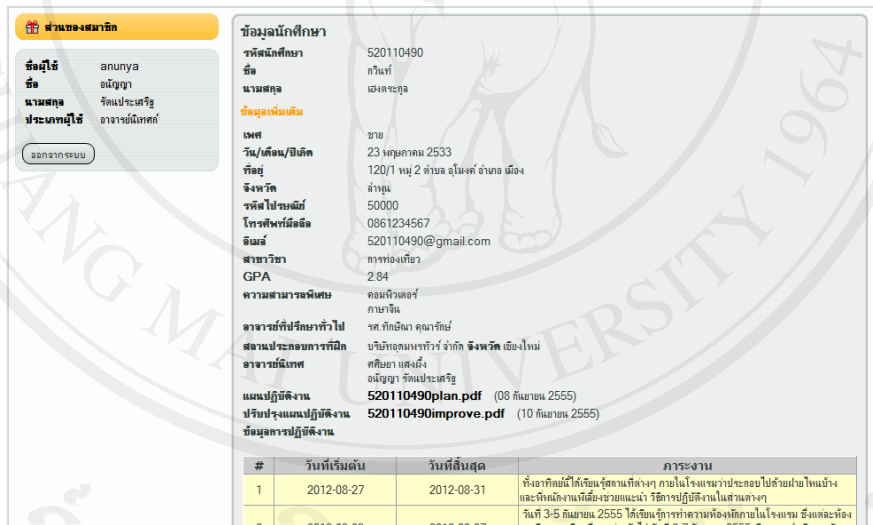 ส่วนของสมาชิก
ชื่อผู้ใช้ anunya
ชื่อ อนัญญา
นามสกุล รัตนประเสริฐ
ประเภทผู้ใช้ อาจารย์นิเทศก์
ออกจากระบบ
ข้อมูลนักศึกษา
รหัสนักศึกษา 520110490
ชื่อ กวินท์
นามสกุล เฮงตระกูล
ข้อมูลเพิ่มเติม
เพศ ชาย
วัน/เดือน/ปีเกิด 23 พฤษภาคม 2533
ที่อยู่ 120/1 หมู่ 2 ตำบล อุโมงค์ อำเภอ เมือง
จังหวัด ลำพูน
รหัสไปรษณีย์ 50000
โทรศัพท์มือถือ 0861234567
อีเมล์ 520110490@gmail.com
สาขาวิชา การท่องเที่ยว
GPA 2.84
ความสามารถพิเศษ คอมพิวเตอร์
ภาษาจีน
อาจารย์ที่ปรึกษาทั่วไป รศ.ทักษิณา คุณารักษ์
สถานประกอบการที่ฝึก บริษัทอุดมพรทัวร์ จำกัด จังหวัด เชียงใหม่
อาจารย์นิเทศ ศศิษยา แสงผึ้ง
อนัญญา รัตนประเสริฐ
แผนปฏิบัติงาน 520110490plan.pdf (08 กันยายน 2555)
ปรับปรุงแผนปฏิบัติงาน 520110490improve.pdf (10 กันยายน 2555)
ข้อมูลการปฏิบัติงาน
# วันที่เริ่มต้น วันที่สิ้นสุด ภาระงาน
1 2012-08-27 2012-08-31 ทั้งอาทิตย์นี้ได้เรียนรู้สถานที่ต่างๆ ภายในโรงแรมว่าประกอบไปด้วยฝ่ายไหนบ้าง
และพี่พนักงานพี่เลี้ยงช่วยแนะนำ วิธีการปฏิบัติงานในส่วนต่างๆ
วันที่ 3-5 กันยายน 2555 ได้เรียนรู้การทำความห้องพักภายในโรงแรม ซึ่งแต่ละห้อง
ANG MAI UNIVERSITY 1964